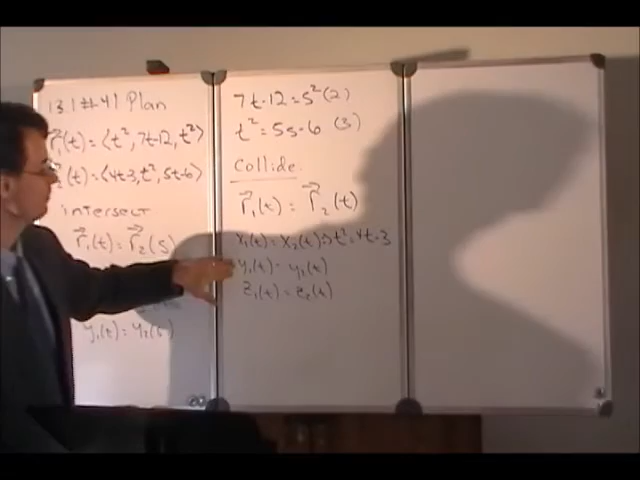 13.1 #41 Plan
r⃗₁(t) = ⟨t², 7t-12, t²⟩
r⃗₂(t) = ⟨4t-3, t², 5t-6⟩
intersect
r⃗₁(t) = r⃗₂(s)
y₁(t) = y₂(s)
7t-12 = s² (2)
t² = 5s-6 (3)
Collide
r⃗₁(t) = r⃗₂(t)
x₁(t) = x₂(t) ⇒ t² = 4t-3
y₁(t) = y₂(t)
z₁(t) = z₂(t)